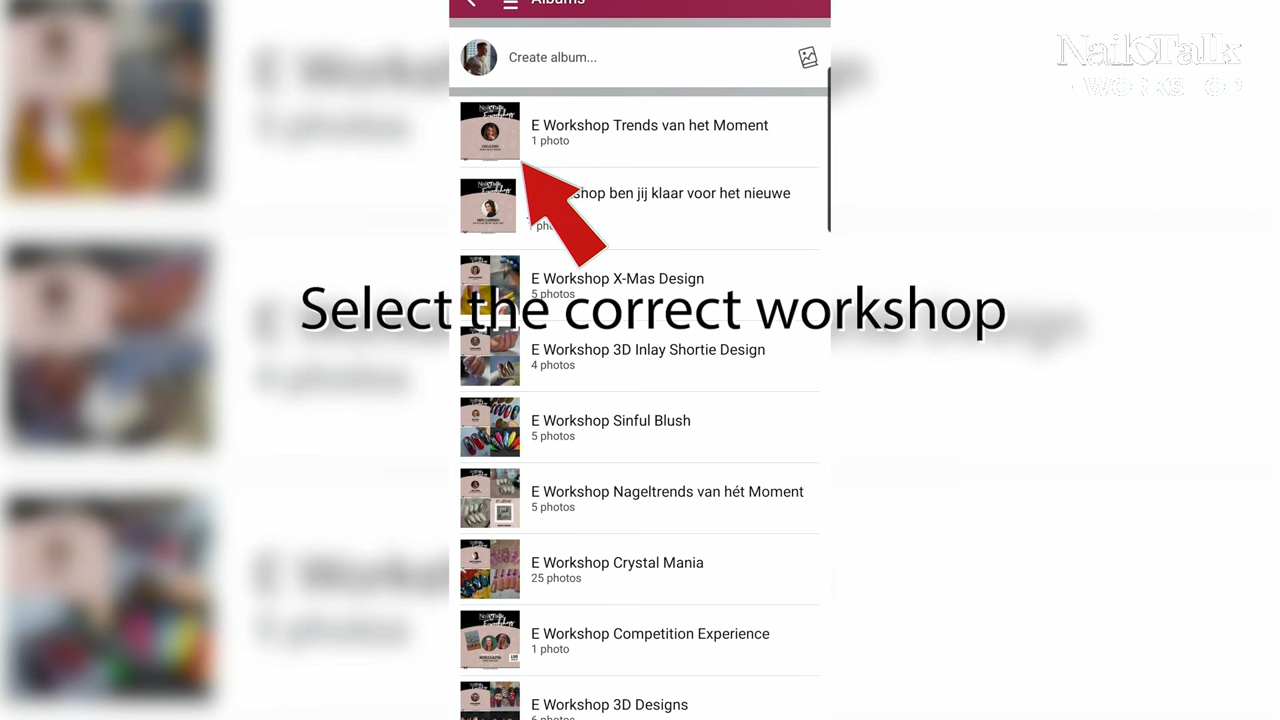 Albums
NailTalk
E-WORKSHOP
Create album...
E Workshop Trends van het Moment
1 photo
shop ben jij klaar voor het nieuwe
E Workshop X-Mas Design
5 photos
Select the correct workshop
E Workshop 3D Inlay Shortie Design
4 photos
E Workshop Sinful Blush
5 photos
E Workshop Nageltrends van hét Moment
5 photos
E Workshop Crystal Mania
25 photos
E Workshop Competition Experience
1 photo
E Workshop 3D Designs
6 photos